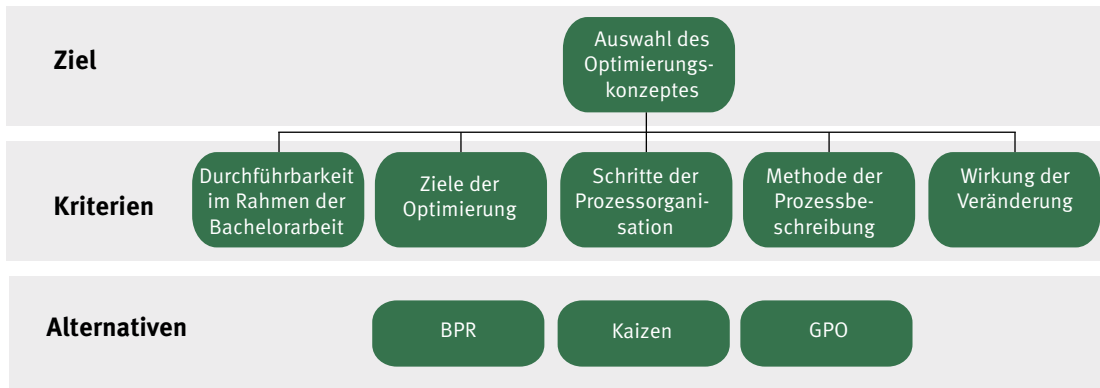 Ziel
Auswahl des
Optimierungs-
konzeptes
Kriterien
Durchführbarkeit
im Rahmen der
Bachelorarbeit
Ziele der
Optimierung
Schritte der
Prozessorgani-
sation
Methode der
Prozessbe-
schreibung
Wirkung der
Veränderung
Alternativen
BPR
Kaizen
GPO